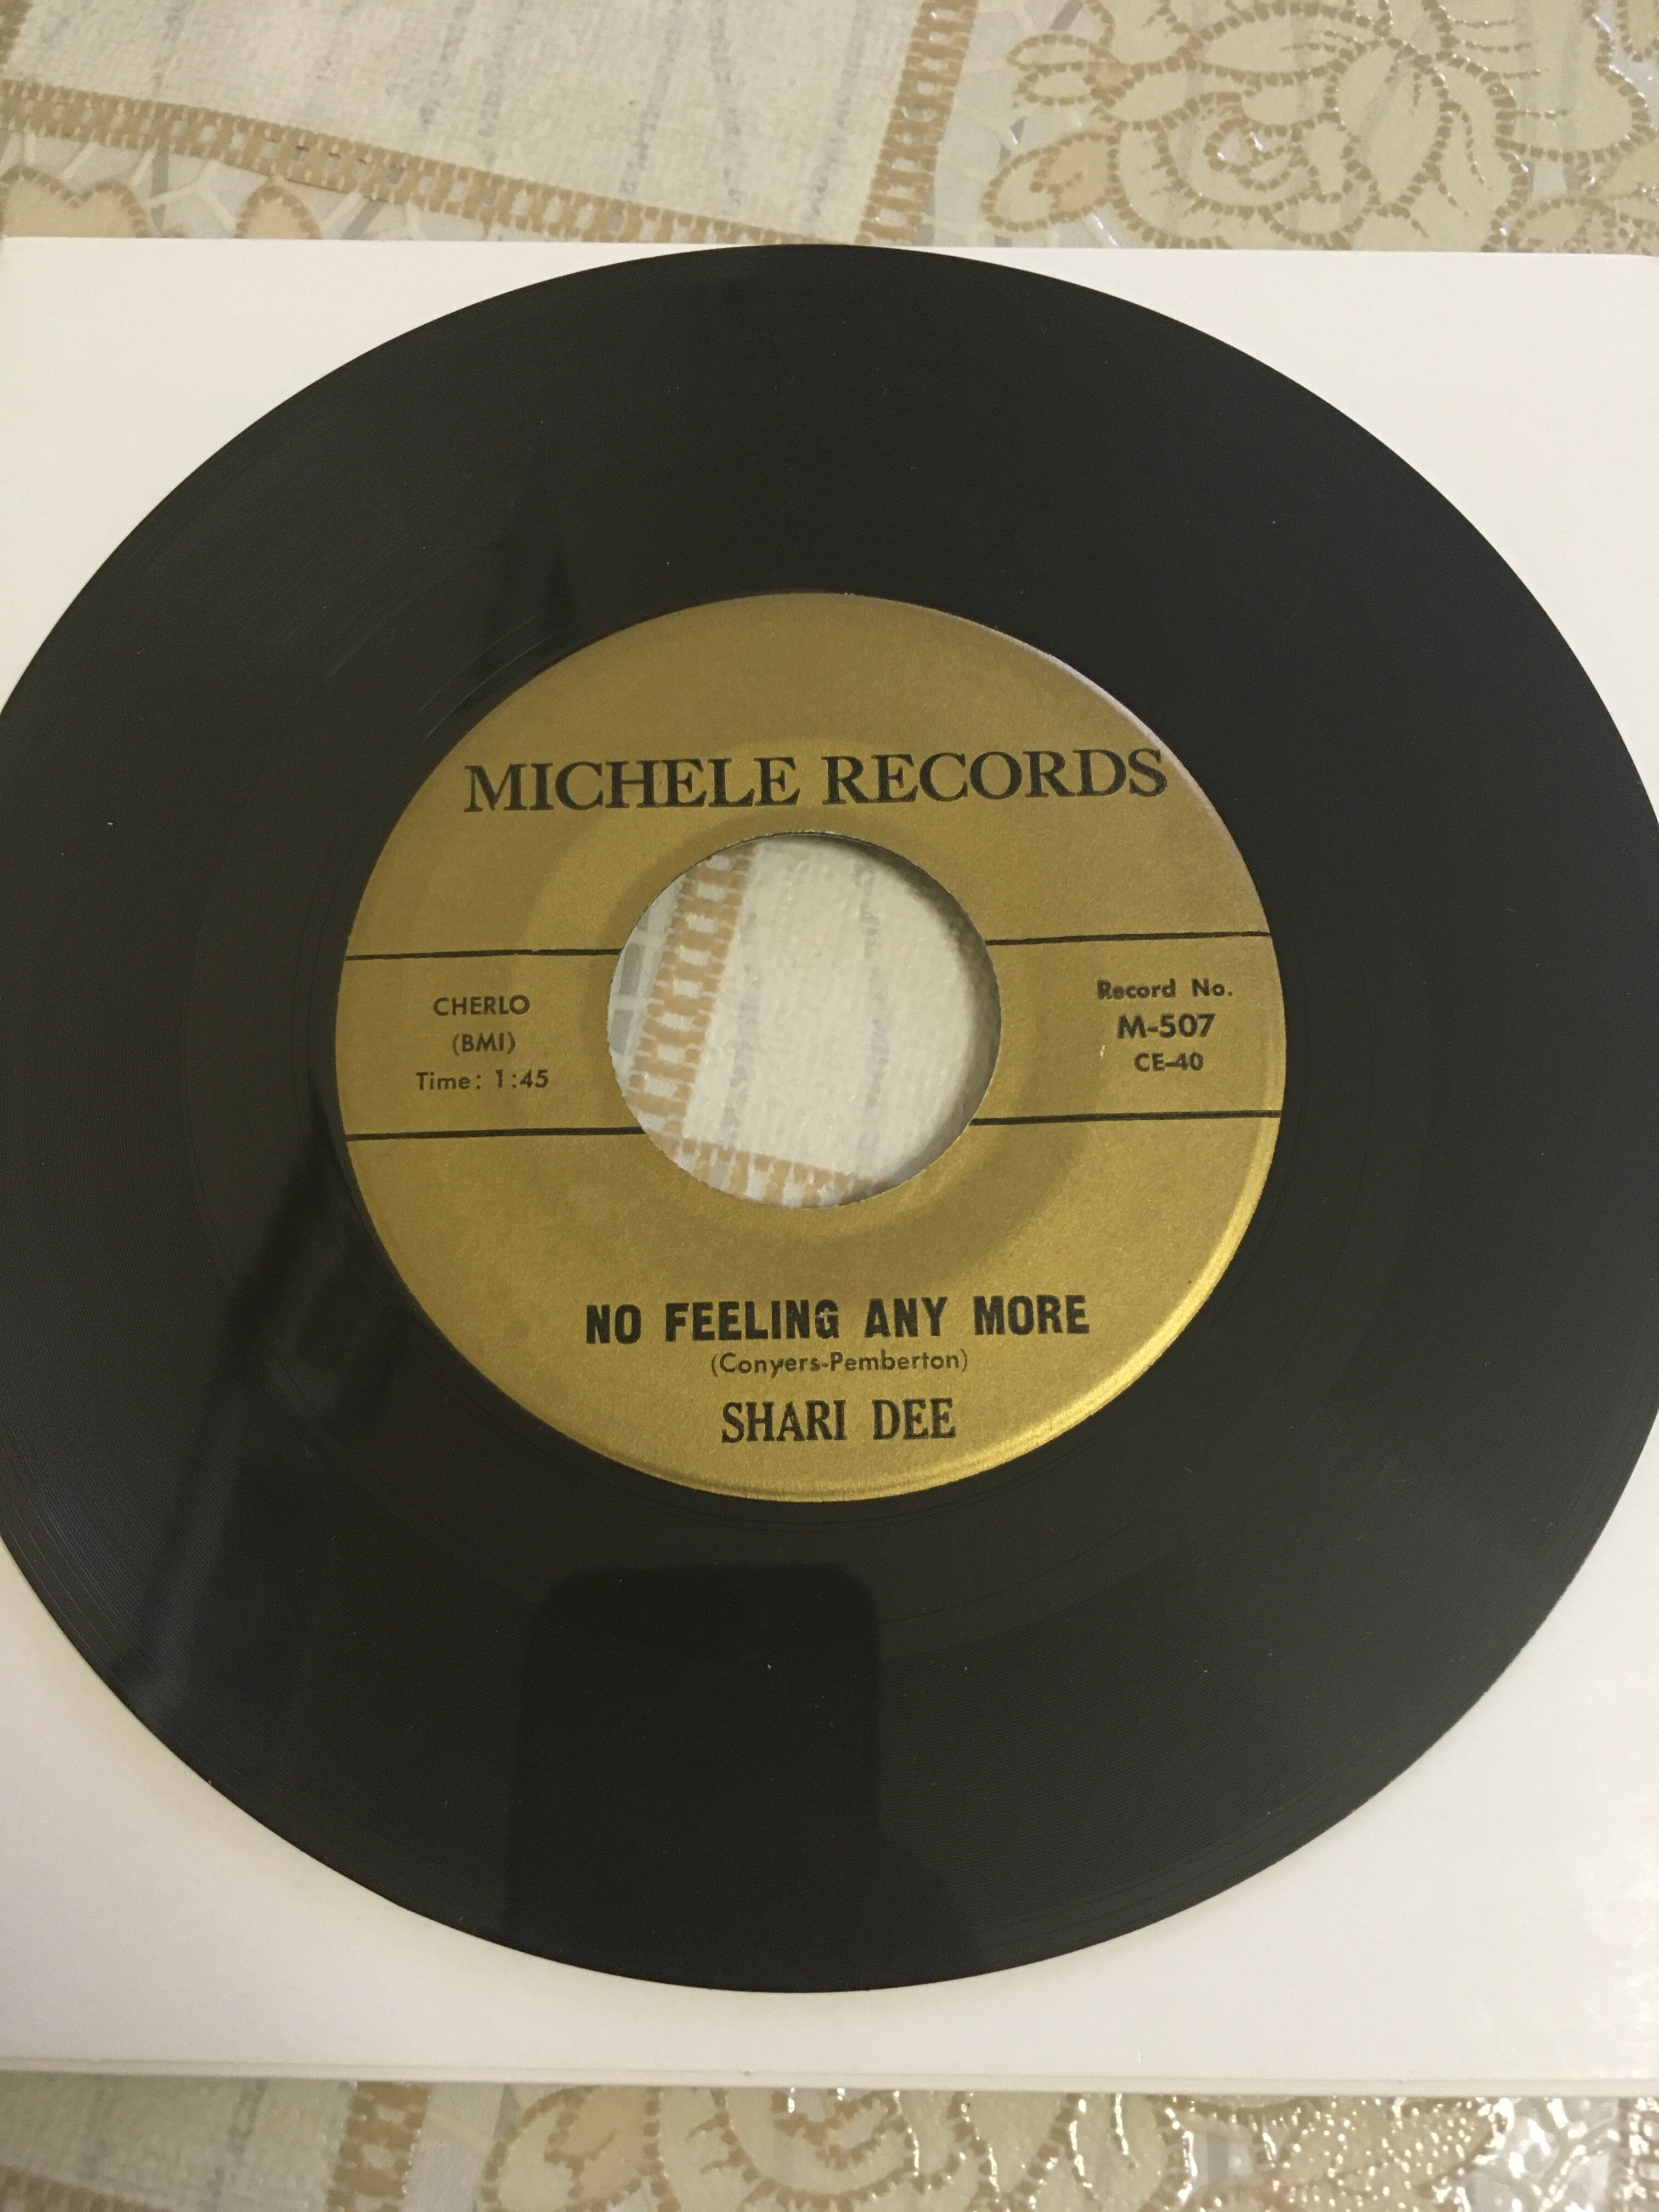 MICHELE RECORDS
CHERLO
(BMI)
Time: 1:45
Record No.
M-507
CE-40
NO FEELING ANY MORE
(Conyers-Pemberton)
SHARI DEE